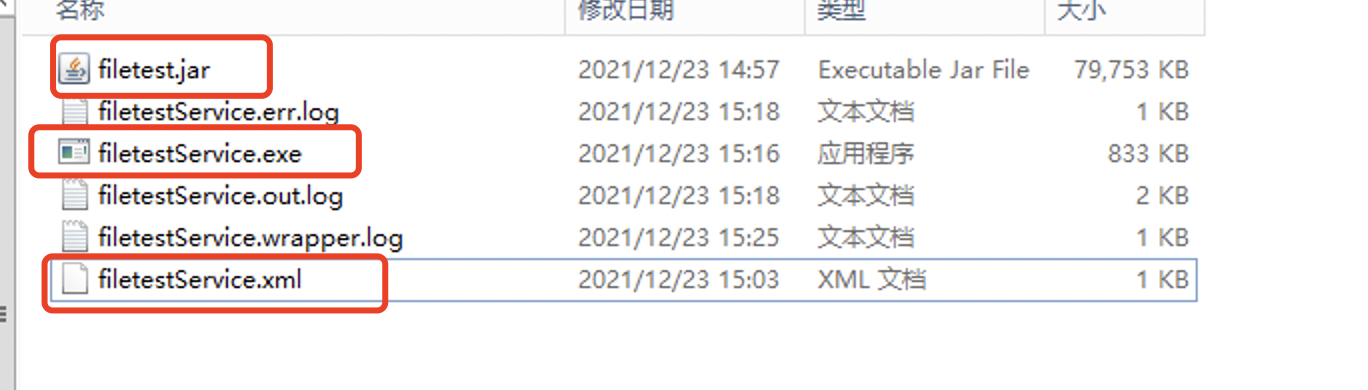 名称 修改日期 类型 大小
filetest.jar 2021/12/23 14:57 Executable Jar File 79,753 KB
filetestService.err.log 2021/12/23 15:18 文本文档 1 KB
filetestService.exe 2021/12/23 15:16 应用程序 833 KB
filetestService.out.log 2021/12/23 15:18 文本文档 2 KB
filetestService.wrapper.log 2021/12/23 15:25 文本文档 1 KB
filetestService.xml 2021/12/23 15:03 XML 文档 1 KB